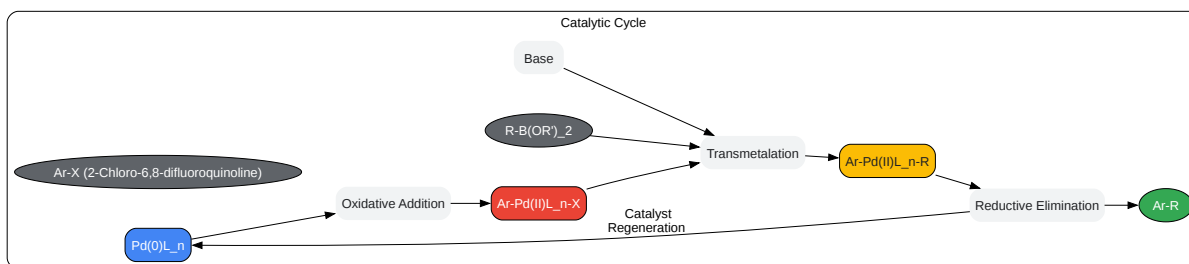 Catalytic Cycle
Base
R-B(OR')_2
Transmetalation
Ar-Pd(II)L_n-R
Ar-X (2-Chloro-6,8-difluoroquinoline)
Oxidative Addition
Ar-Pd(II)L_n-X
Catalyst
Regeneration
Reductive Elimination
Ar-R
Pd(0)L_n